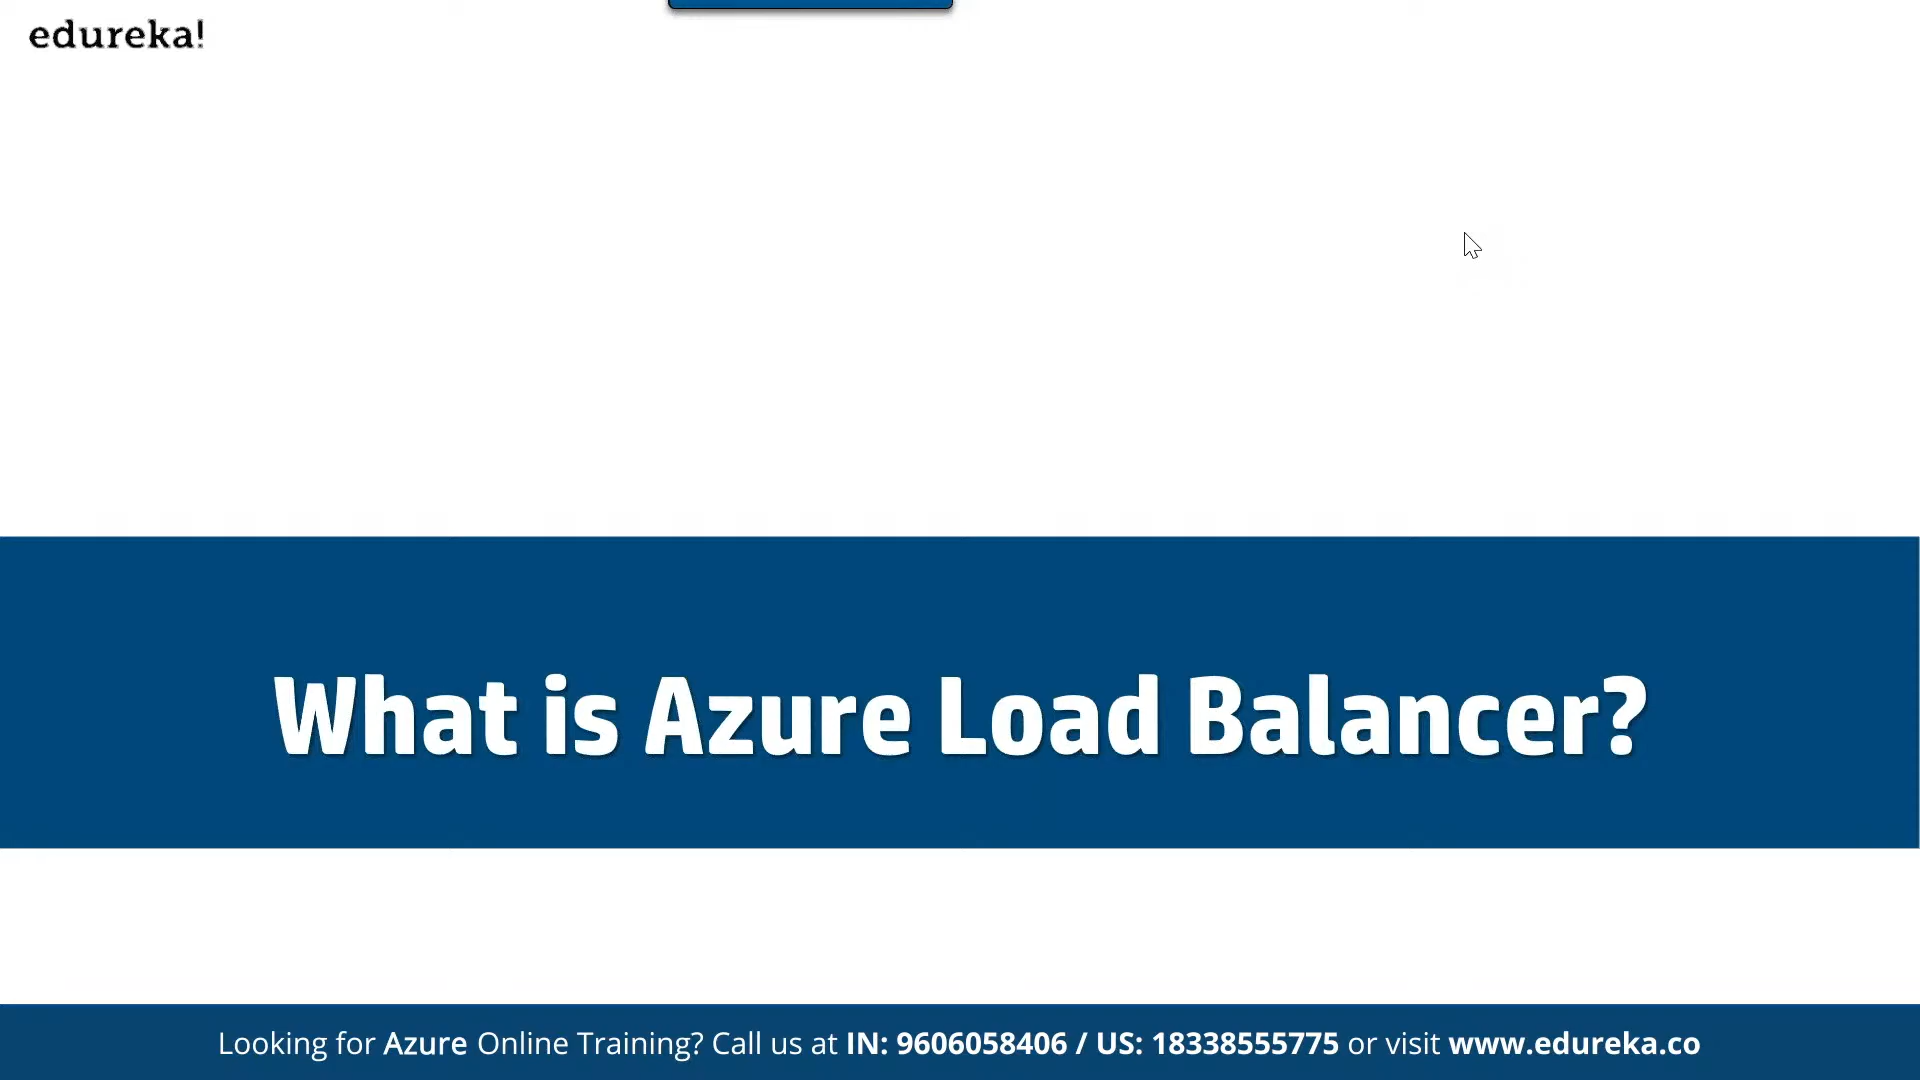 edureka!
What is Azure Load Balancer?
Looking for Azure Online Training? Call us at IN: 9606058406 / US: 18338555775 or visit www.edureka.co